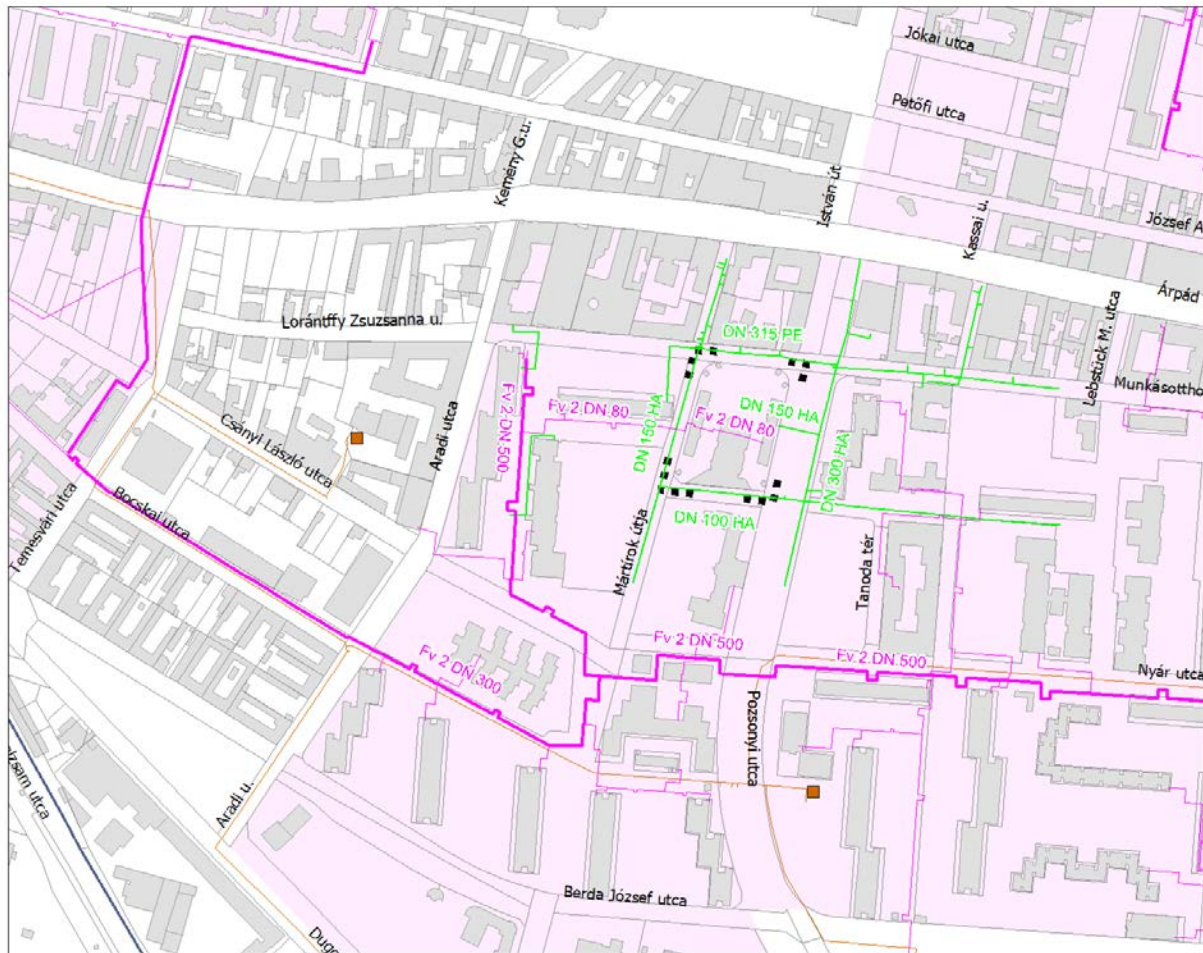 Jókai utca
Petőfi utca
Kemény G.u.
István út
Kassai u.
József A
Árpád
Lorántffy Zsuzsanna u.
DN 315 PE
Lebstück M. utca
Munkásottho
Fv 2 DN 500
Fv 2 DN 80
DN 150 HA
Fv 2 DN 80
DN 150 HA
DN 300 HA
Aradi utca
Csányi László utca
Bocskai utca
Temesvári utca
DN 100 HA
Mártírok útja
Tanoda tér
Fv 2 DN 300
Fv 2 DN 500
Fv 2 DN 500
Nyár utca
Pozsonyi utca
Aradi u.
Berda József utca